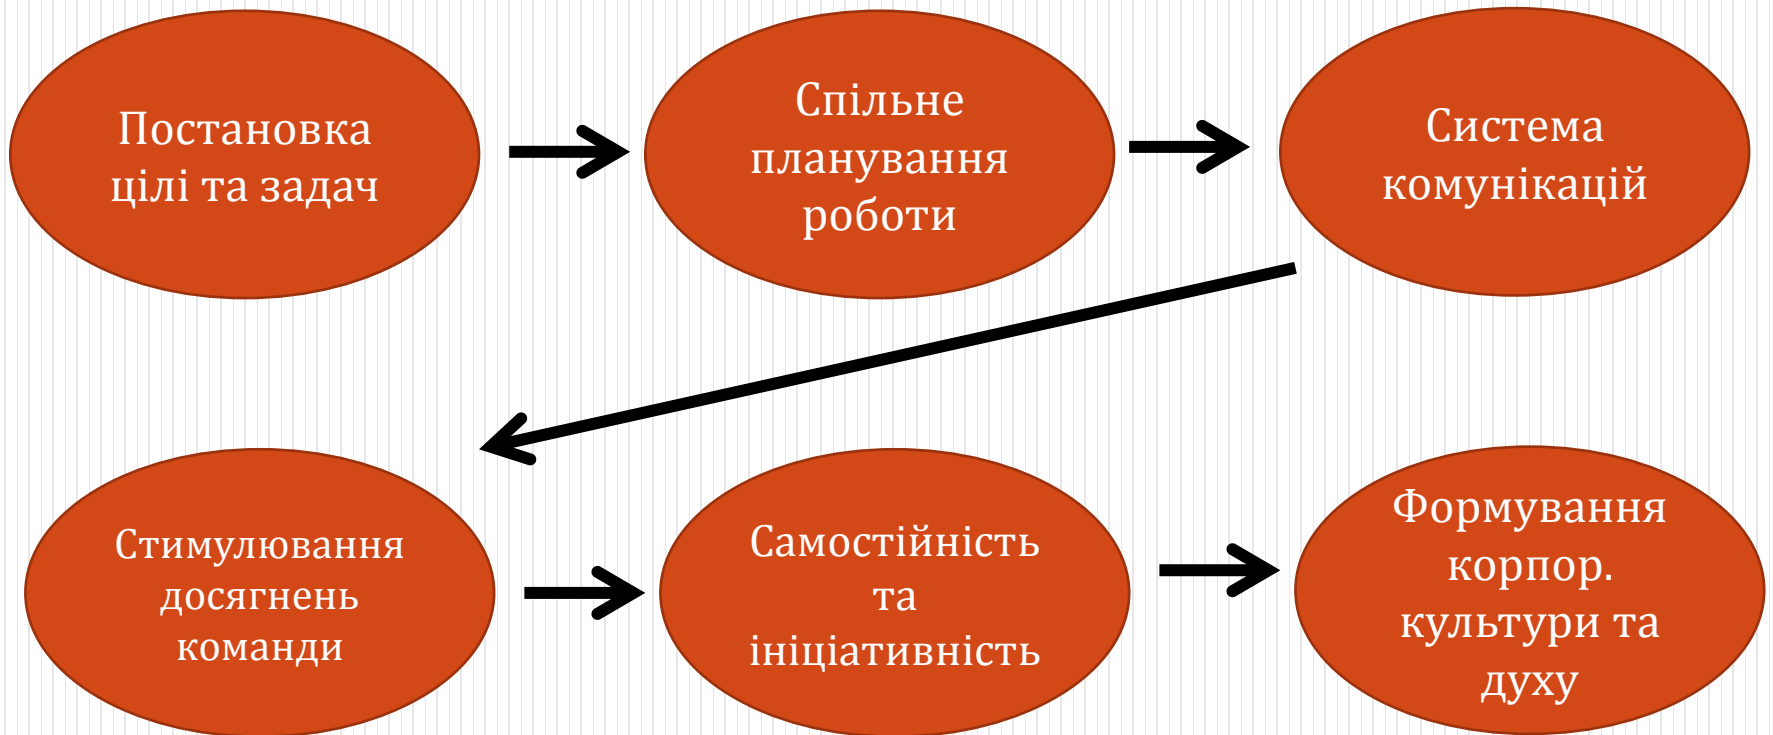 Постановка
цілі та задач
Спільне
планування
роботи
Система
комунікацій
Стимулювання
досягнень
команди
Самостійність
та
ініціативність
Формування
корпор.
культури та
духу